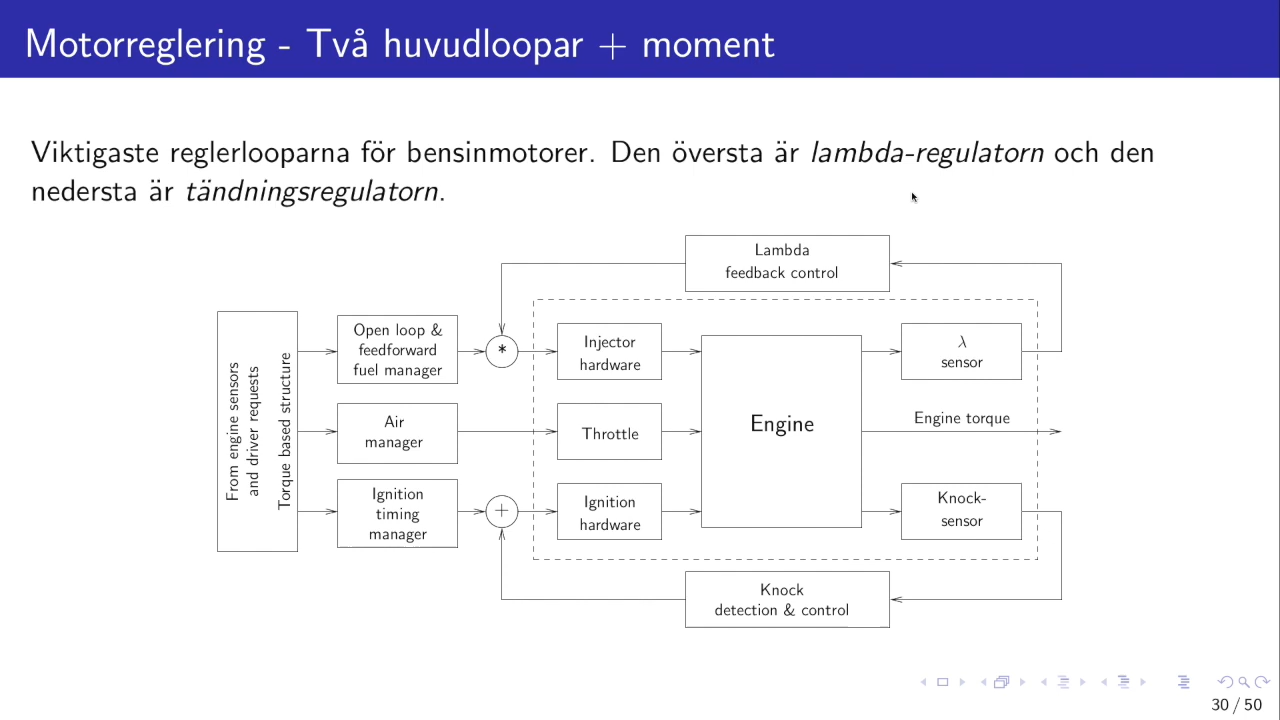 Motorreglering - Två huvudloopar + moment
Viktigaste reglerlooparna för bensinmotorer. Den översta är lambda-regulatorn och den
nedersta är tändningsregulatorn.
Lambda
feedback control
From engine sensors
and driver requests
Torque based structure
Open loop &
feedforward
fuel manager
*
Injector
hardware
Engine
λ
sensor
Air
manager
Throttle
Engine torque
Ignition
timing
manager
+
Ignition
hardware
Knock-
sensor
Knock
detection & control
30 / 50